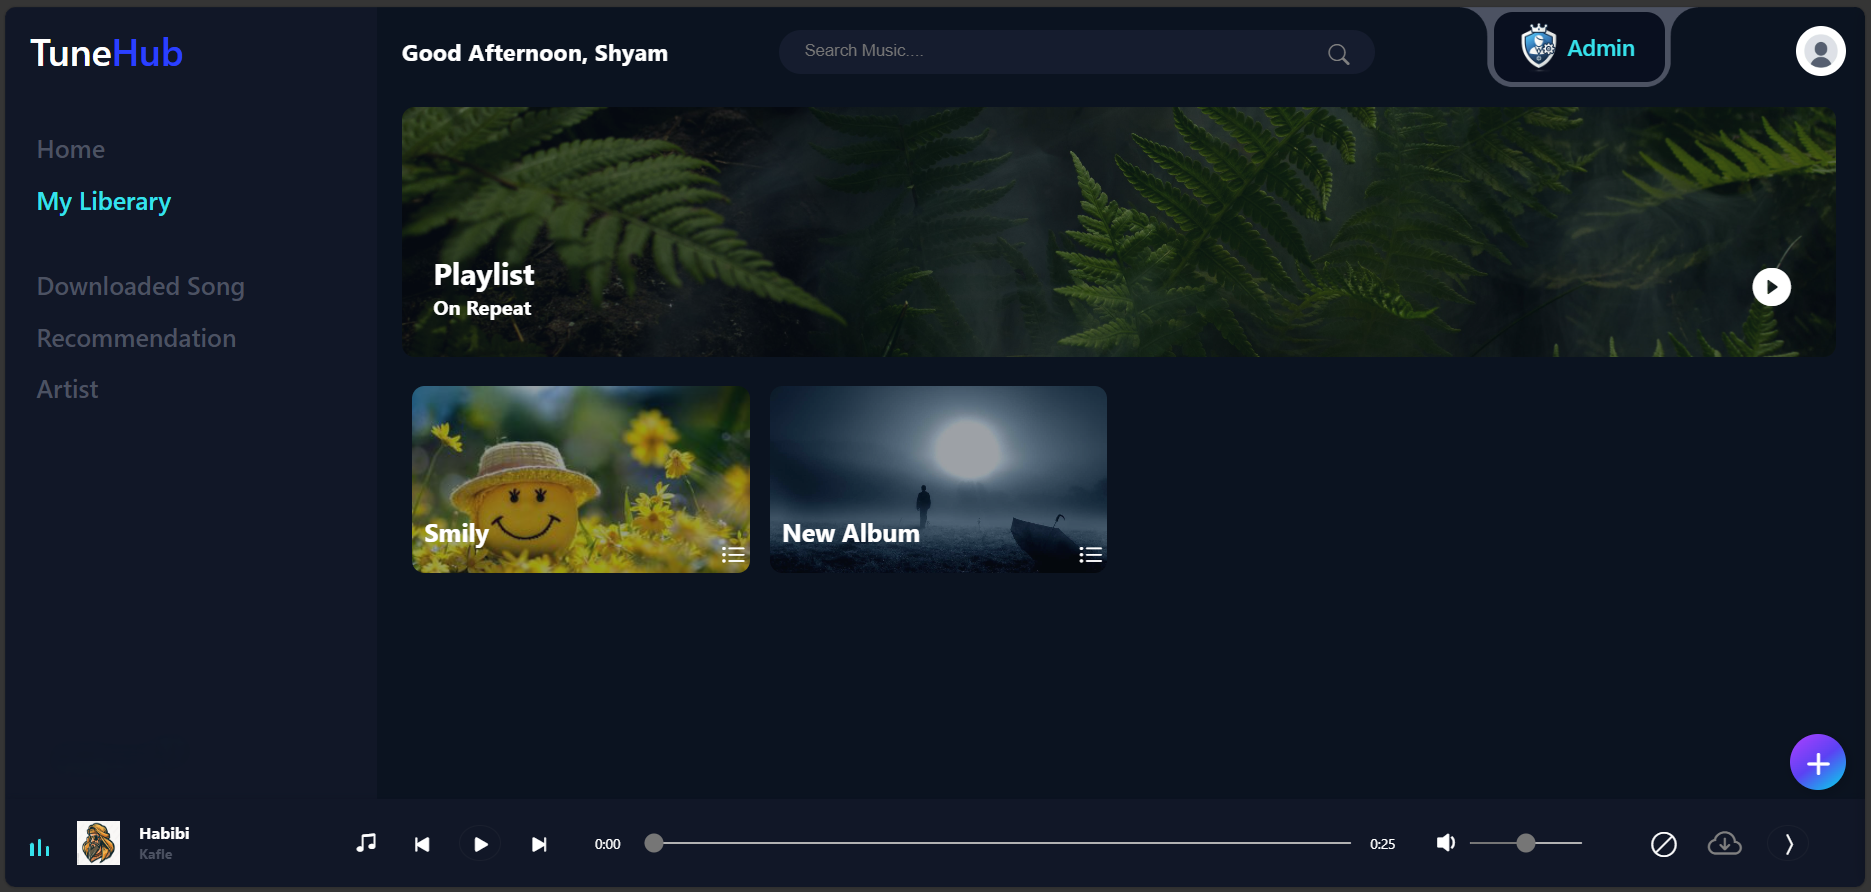 TuneHub
Good Afternoon, Shyam
Search Music....
Admin
Home
My Liberary
Downloaded Song
Recommendation
Artist
Playlist
On Repeat
Smily
New Album
Habibi
Kafle
0:00
0:25